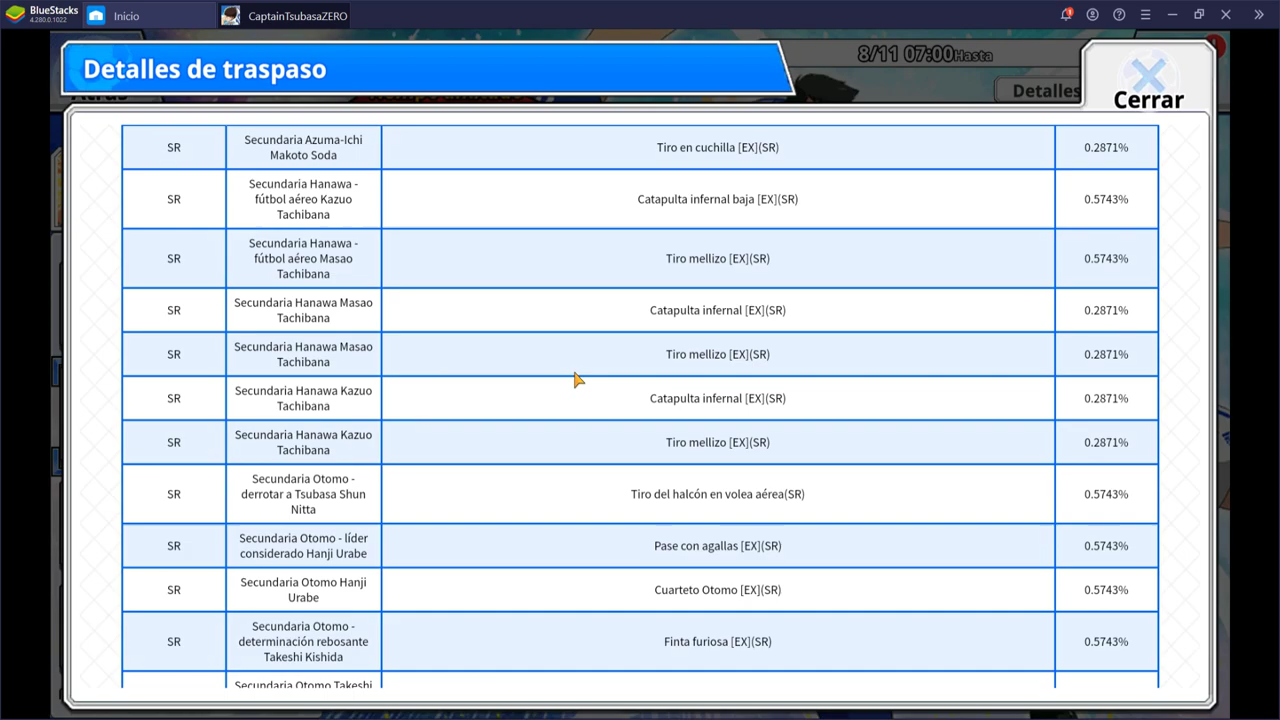 BlueStacks
4.280.0.1022
Inicio
CaptainTsubasaZERO
Detalles de traspaso
8/11 07:00Hasta
Detalles
Cerrar
Atrás
SR
Secundaria Azuma-Ichi
Makoto Soda
Tiro en cuchilla [EX](SR)
0.2871%
SR
Secundaria Hanawa -
fútbol aéreo Kazuo
Tachibana
Catapulta infernal baja [EX](SR)
0.5743%
SR
Secundaria Hanawa -
fútbol aéreo Masao
Tachibana
Tiro mellizo [EX](SR)
0.5743%
SR
Secundaria Hanawa Masao
Tachibana
Catapulta infernal [EX](SR)
0.2871%
SR
Secundaria Hanawa Masao
Tachibana
Tiro mellizo [EX](SR)
0.2871%
SR
Secundaria Hanawa Kazuo
Tachibana
Catapulta infernal [EX](SR)
0.2871%
SR
Secundaria Hanawa Kazuo
Tachibana
Tiro mellizo [EX](SR)
0.2871%
SR
Secundaria Otomo -
derrotar a Tsubasa Shun
Nitta
Tiro del halcón en volea aérea(SR)
0.5743%
SR
Secundaria Otomo - líder
considerado Hanji Urabe
Pase con agallas [EX](SR)
0.5743%
SR
Secundaria Otomo Hanji
Urabe
Cuarteto Otomo [EX](SR)
0.5743%
SR
Secundaria Otomo -
determinación rebosante
Takeshi Kishida
Finta furiosa [EX](SR)
0.5743%
Secundaria Otomo Takeshi